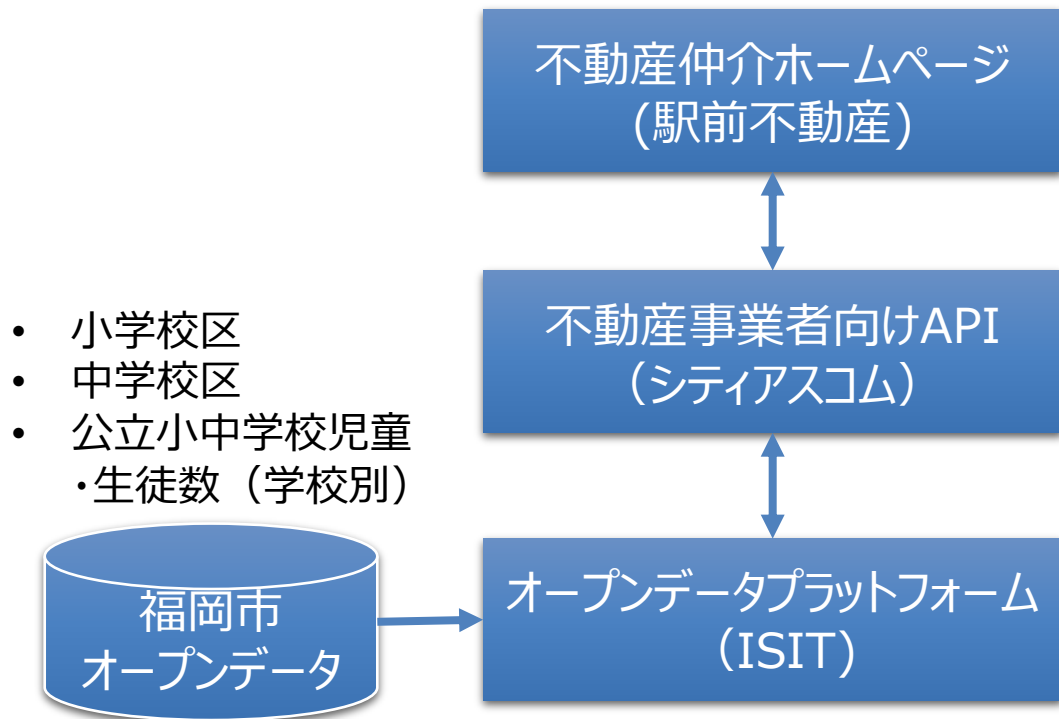 不動産仲介ホームページ
(駅前不動産)
不動産事業者向けAPI
（シティアスコム）
• 小学校区
• 中学校区
• 公立小中学校児童
・生徒数（学校別）
福岡市
オープンデータ
オープンデータプラットフォーム
(ISIT)